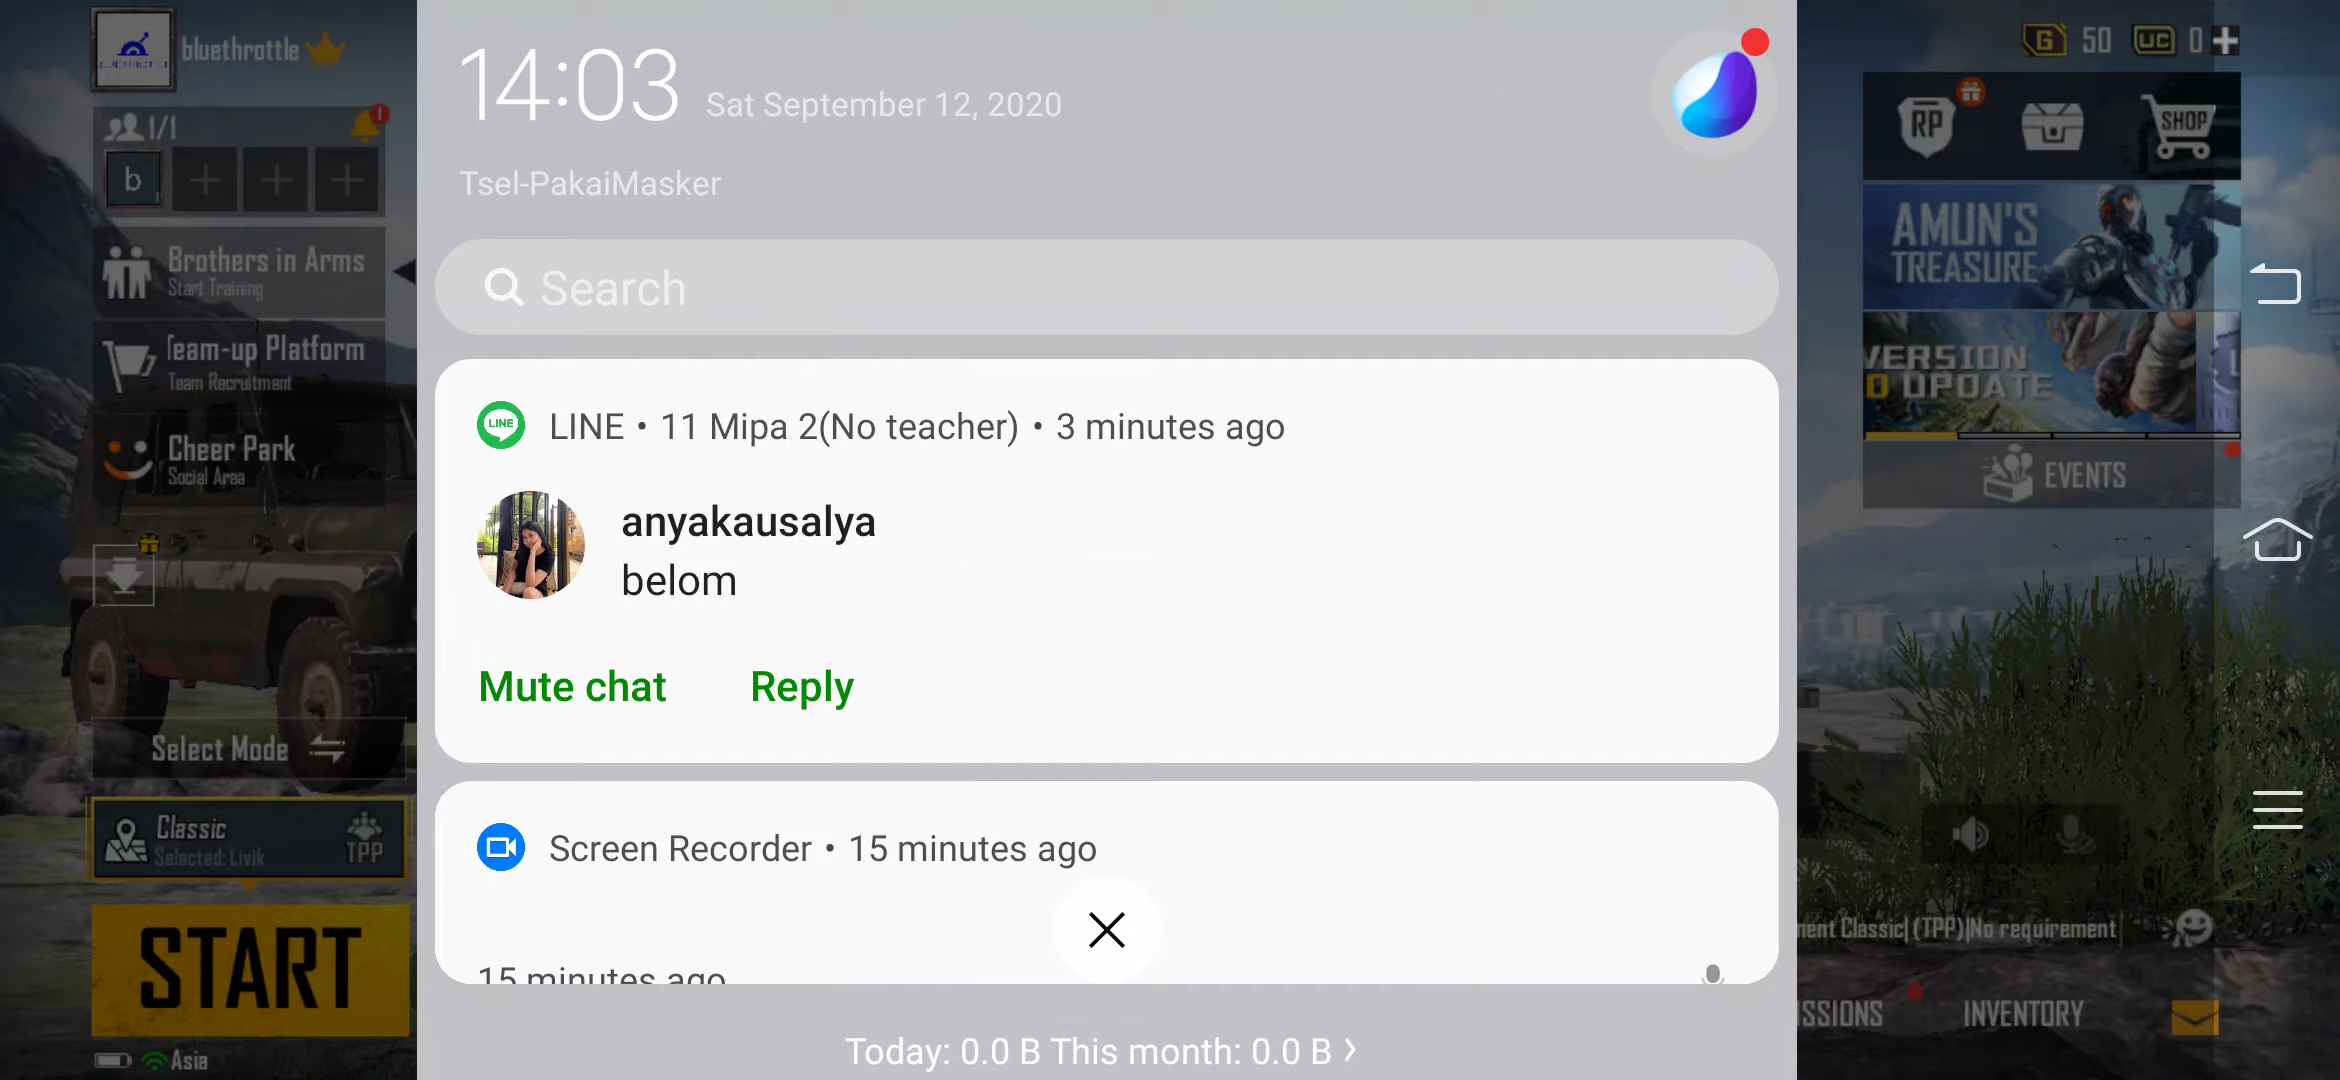 bluethrottle
1/1
b
Brothers in Arms
Start Training
Team-up Platform
Team Recruitment
Cheer Park
Social Area
Select Mode
Classic
Selected: Livik
TPP
START
Asia
14:03 Sat September 12, 2020
Tsel-PakaiMasker
Search
LINE • 11 Mipa 2(No teacher) • 3 minutes ago
LINE
anyakausalya
belom
Mute chat Reply
Screen Recorder • 15 minutes ago
15 minutes ago
Today: 0.0 B This month: 0.0 B >
G 50 UC 0
RP
SHOP
AMUN'S
TREASURE
VERSION
0 UPDATE
EVENTS
nent Classic|(TPP)|No requirement
SSIONS
INVENTORY